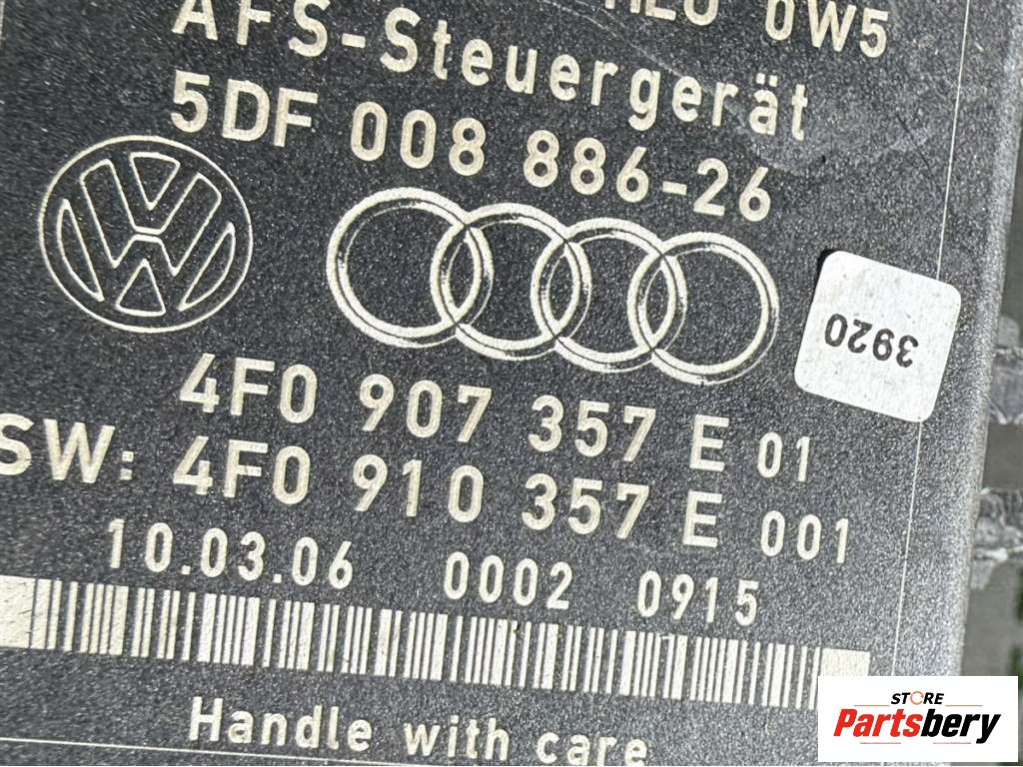 0W5
AFS-Steuergerät
5DF 008 886-26
3920
4F0 907 357 E 01
SW: 4F0 910 357 E 001
10.03.06 0002 0915
Handle with care
STORE
Partsbery